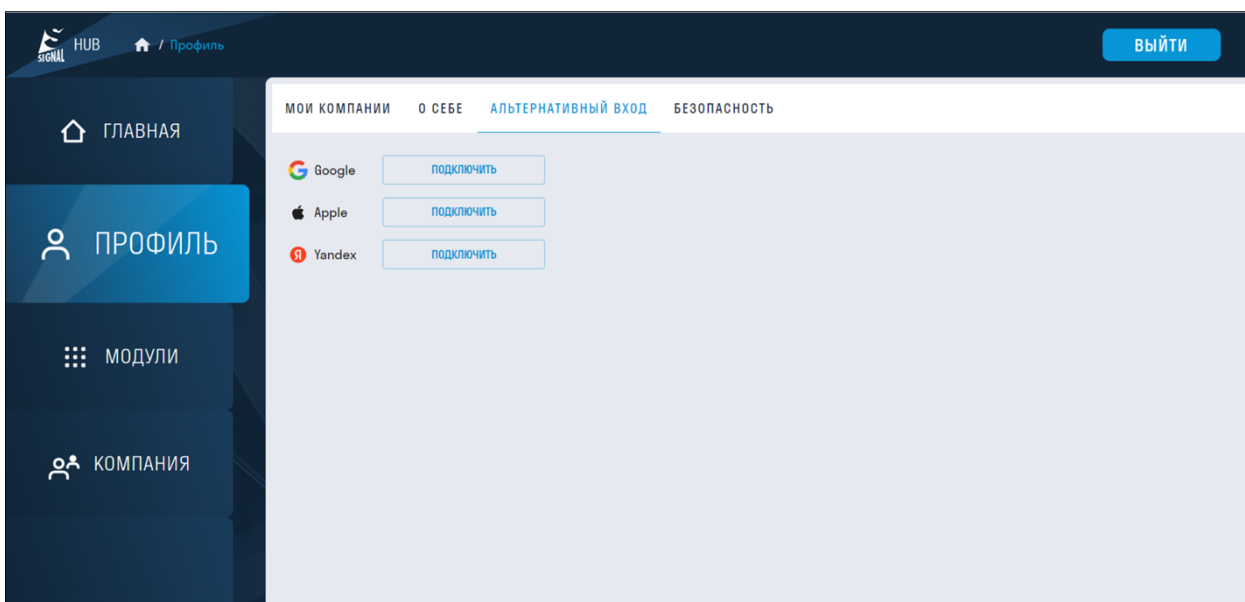 SIGNAL HUB / Профиль ВЫЙТИ
МОИ КОМПАНИИ О СЕБЕ АЛЬТЕРНАТИВНЫЙ ВХОД БЕЗОПАСНОСТЬ
ГЛАВНАЯ
ПРОФИЛЬ
МОДУЛИ
КОМПАНИЯ
Google ПОДКЛЮЧИТЬ
Apple ПОДКЛЮЧИТЬ
Yandex ПОДКЛЮЧИТЬ